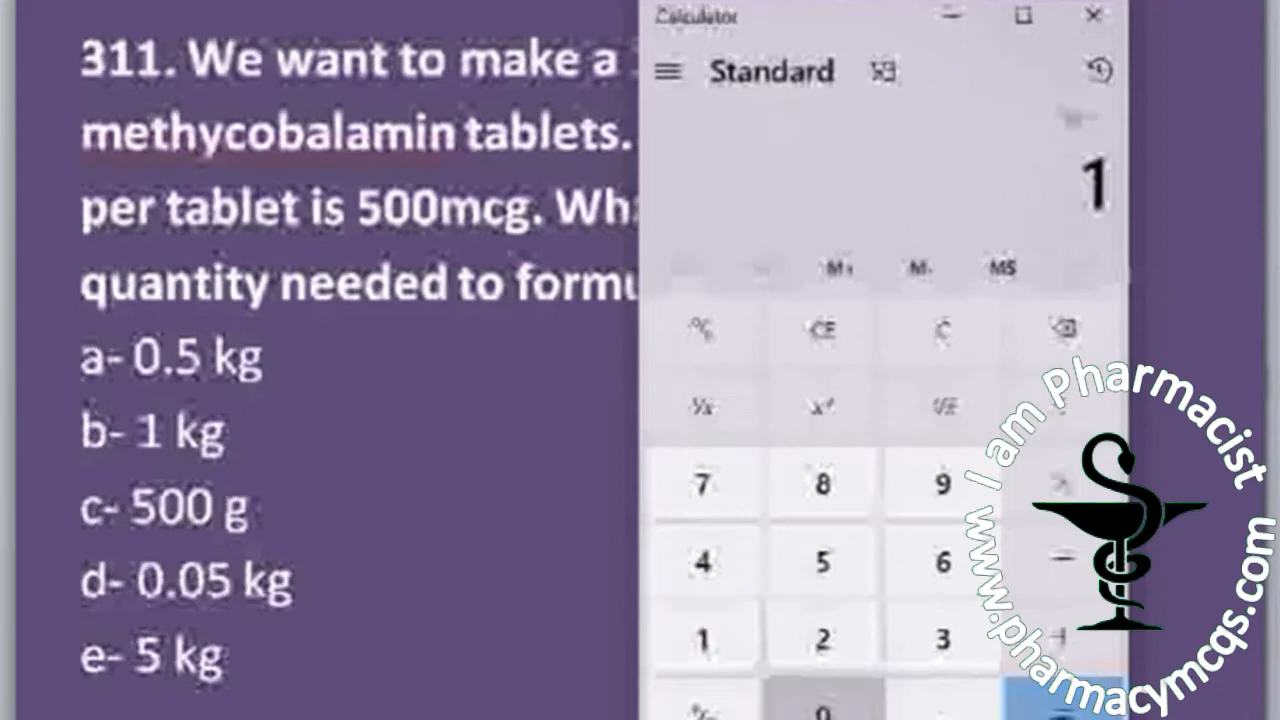 311. We want to make a
methycobalamin tablets.
per tablet is 500mcg. Wh
quantity needed to formu
a- 0.5 kg
b- 1 kg
c- 500 g
d- 0.05 kg
e- 5 kg
Calculator
Standard
1
M+ M- MS
% CE C
7 8 9
4 5 6
1 2 3
0
I am Pharmacist
www.pharmacymcqs.com